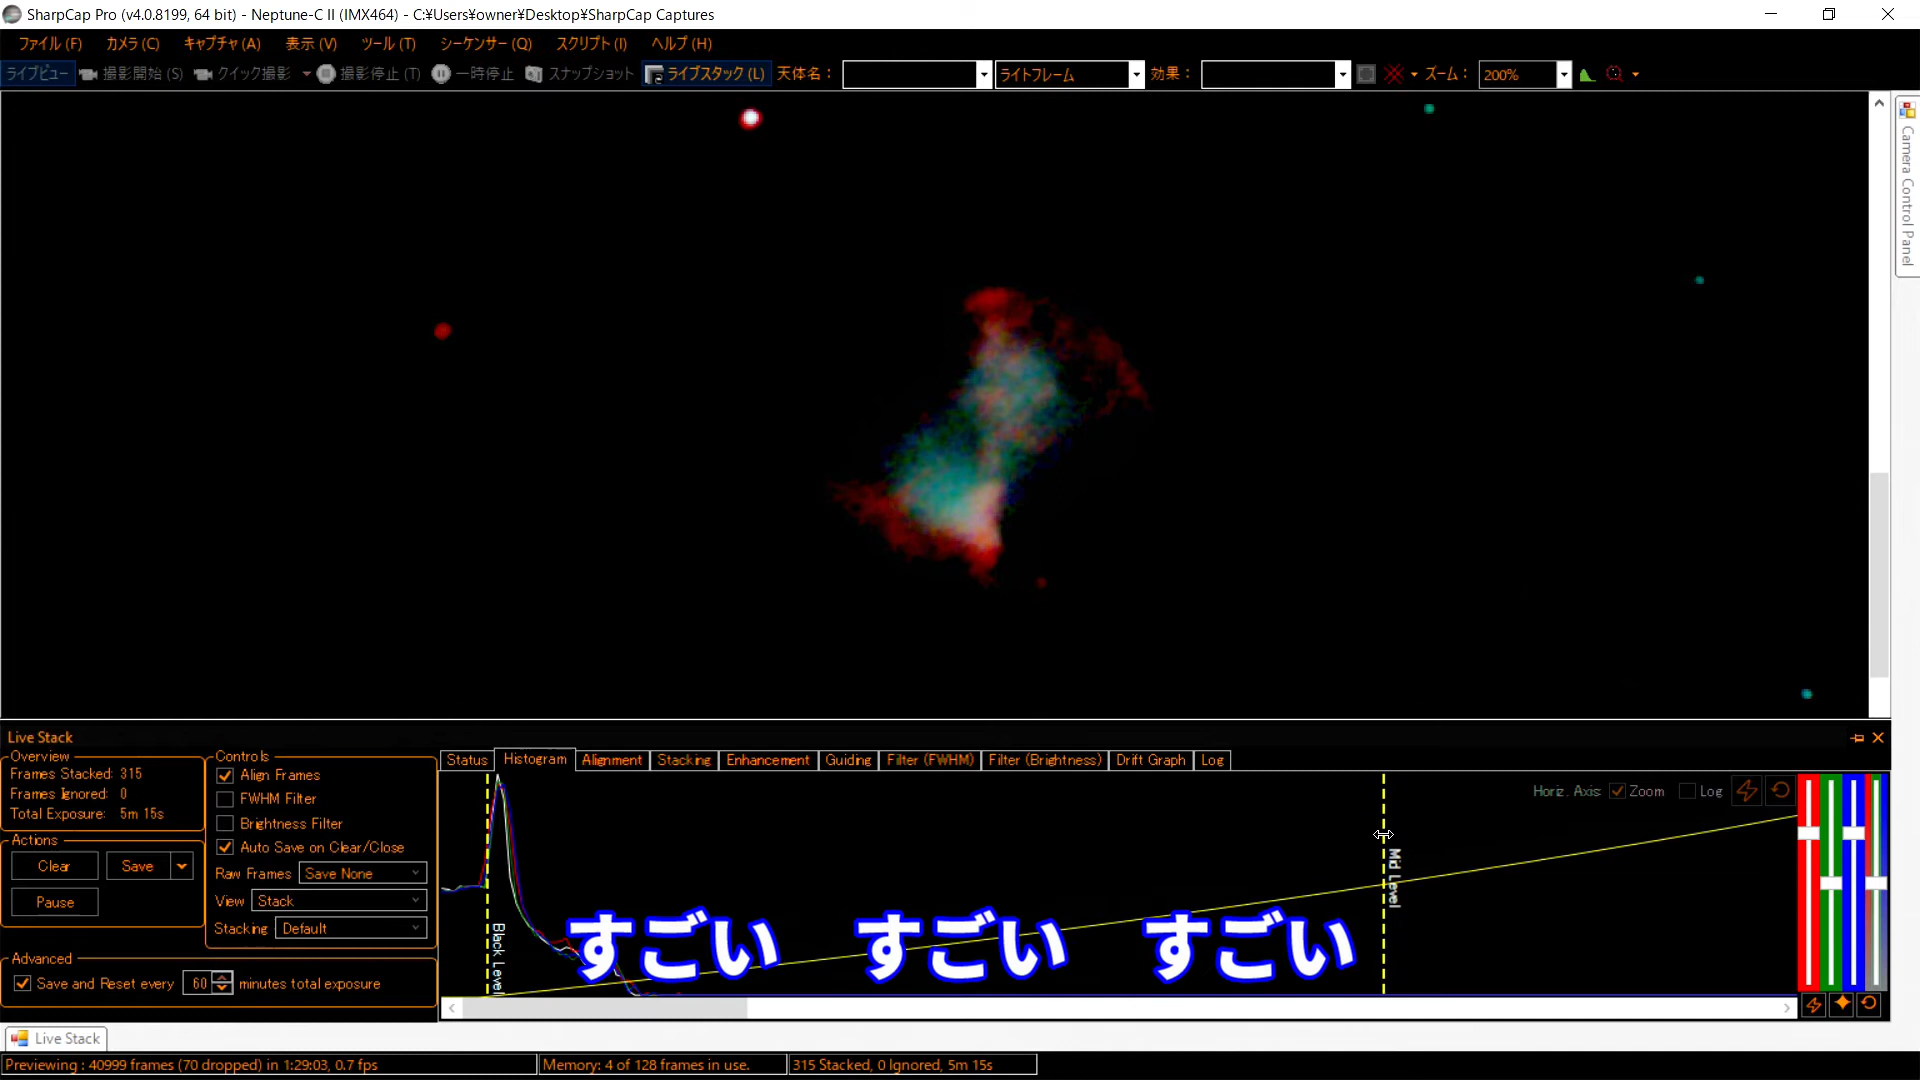 SharpCap Pro (v4.0.8199, 64 bit) - Neptune-C II (IMX464) - C:¥Users¥owner¥Desktop¥SharpCap Captures
ファイル (F) カメラ (C) キャプチャ (A) 表示 (V) ツール (T) シーケンサー (Q) スクリプト (I) ヘルプ (H)
ライブビュー 撮影開始 (S) クイック撮影 撮影停止 (T) 一時停止 スナップショット ライブスタック (L) 天体名： ライトフレーム 効果： ズーム： 200%
Camera Control Panel
Live Stack
Overview
Frames Stacked: 315
Frames Ignored: 0
Total Exposure: 5m 15s
Actions
Clear Save
Pause
Controls
Align Frames
FWHM Filter
Brightness Filter
Auto Save on Clear/Close
Raw Frames Save None
View Stack
Stacking Default
Advanced
Save and Reset every 60 minutes total exposure
Status Histogram Alignment Stacking Enhancement Guiding Filter (FWHM) Filter (Brightness) Drift Graph Log
Horiz. Axis Zoom Log
Black Level
Mid Level
すごい すごい すごい
Live Stack
Previewing : 40999 frames (70 dropped) in 1:29:03, 0.7 fps Memory: 4 of 128 frames in use. 315 Stacked, 0 Ignored, 5m 15s